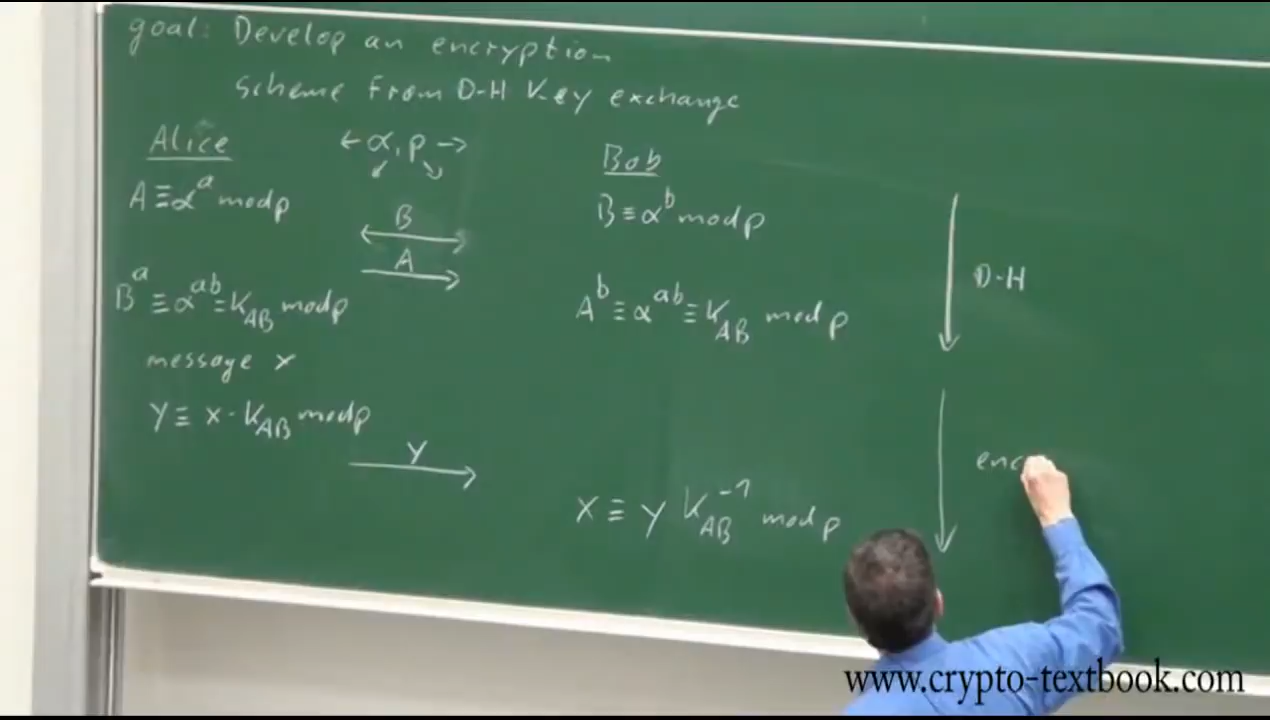 goal: Develop an encryption
scheme from D-H key exchange
Alice
← α, p →
Bob
A ≡ α^a mod p
B
B ≡ α^b mod p
A
D-H
B^a ≡ α^ab ≡ K_AB mod p
A^b ≡ α^ab ≡ K_AB mod p
message x
Y ≡ x · K_AB mod p
Y
enc
X ≡ Y K_AB^-1 mod p
www.crypto-textbook.com